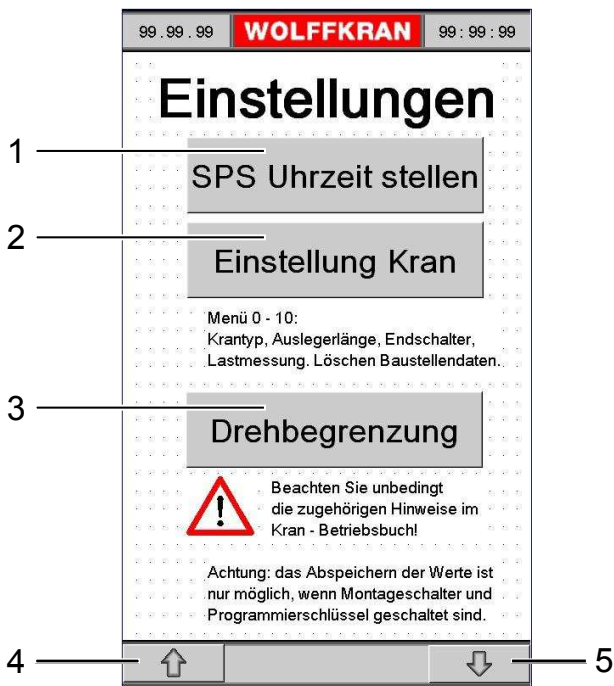 99.99.99 WOLFFKRAN 99:99:99
Einstellungen
1
SPS Uhrzeit stellen
2
Einstellung Kran
Menü 0 - 10:
Krantyp, Auslegerlänge, Endschalter,
Lastmessung. Löschen Baustellendaten.
3
Drehbegrenzung
Beachten Sie unbedingt
die zugehörigen Hinweise im
Kran - Betriebsbuch!
Achtung: das Abspeichern der Werte ist
nur möglich, wenn Montageschalter und
Programmierschlüssel geschaltet sind.
4 5